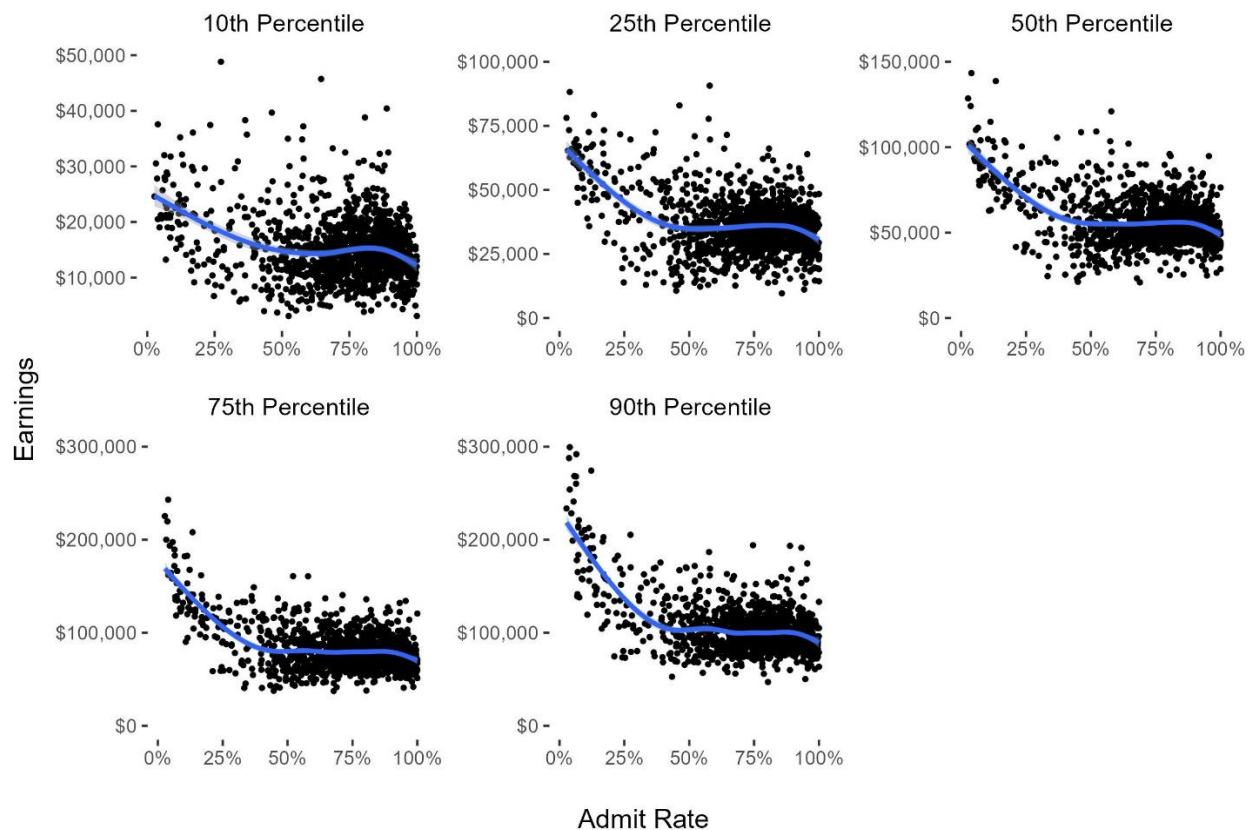 10th Percentile
25th Percentile
50th Percentile
$50,000
$40,000
$30,000
$20,000
$10,000
0% 25% 50% 75% 100%
$100,000
$75,000
$50,000
$25,000
$0
0% 25% 50% 75% 100%
$150,000
$100,000
$50,000
$0
0% 25% 50% 75% 100%
Earnings
75th Percentile
90th Percentile
$300,000
$200,000
$100,000
$0
0% 25% 50% 75% 100%
$300,000
$200,000
$100,000
$0
0% 25% 50% 75% 100%
Admit Rate